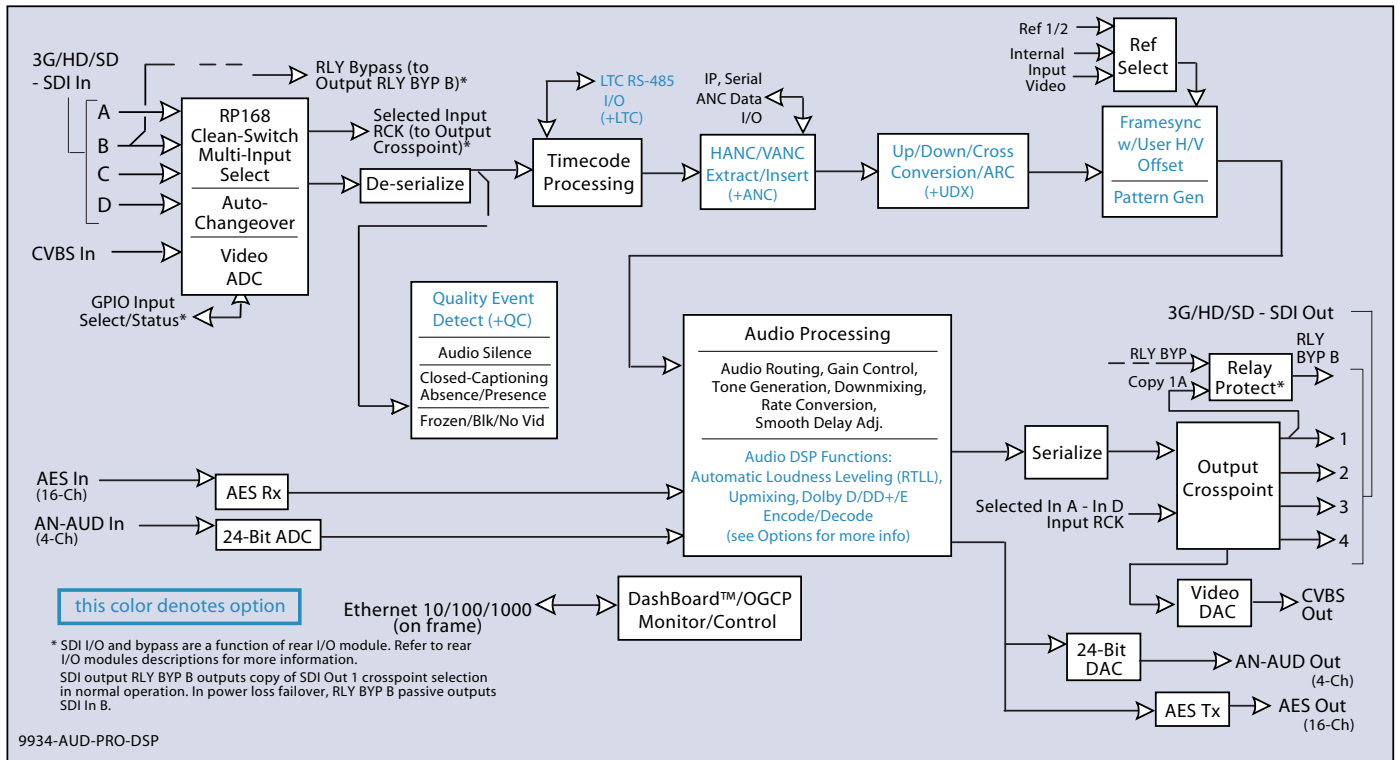 3G/HD/SD
- SDI In
A
B
C
D
CVBS In
GPIO Input
Select/Status*
RP168
Clean-Switch
Multi-Input
Select
Auto-
Changeover
Video
ADC
RLY Bypass (to
Output RLY BYP B)*
Selected Input
RCK (to Output
Crosspoint)*
De-serialize
LTC RS-485
I/O
(+LTC)
Timecode
Processing
IP, Serial
ANC Data
I/O
HANC/VANC
Extract/Insert
(+ANC)
Up/Down/Cross
Conversion/ARC
(+UDX)
Ref 1/2
Internal
Input
Video
Ref
Select
Framesync
w/User H/V
Offset
Pattern Gen
Quality Event
Detect (+QC)
Audio Silence
Closed-Captioning
Absence/Presence
Frozen/Blk/No Vid
Audio Processing
Audio Routing, Gain Control,
Tone Generation, Downmixing,
Rate Conversion,
Smooth Delay Adj.
Audio DSP Functions:
Automatic Loudness Leveling (RTLL),
Upmixing, Dolby D/DD+/E
Encode/Decode
(see Options for more info)
AES In
(16-Ch)
AES Rx
AN-AUD In
(4-Ch)
24-Bit ADC
3G/HD/SD - SDI Out
RLY BYP
Copy 1A
Relay
Protect*
RLY
BYP B
Serialize
Selected In A - In D
Input RCK
Output
Crosspoint
1
2
3
4
Video
DAC
CVBS
Out
24-Bit
DAC
AN-AUD Out
(4-Ch)
AES Tx
AES Out
(16-Ch)
this color denotes option
Ethernet 10/100/1000
(on frame)
DashBoard™/OGCP
Monitor/Control
* SDI I/O and bypass are a function of rear I/O module. Refer to rear
I/O modules descriptions for more information.
SDI output RLY BYP B outputs copy of SDI Out 1 crosspoint selection
in normal operation. In power loss failover, RLY BYP B passive outputs
SDI In B.
9934-AUD-PRO-DSP